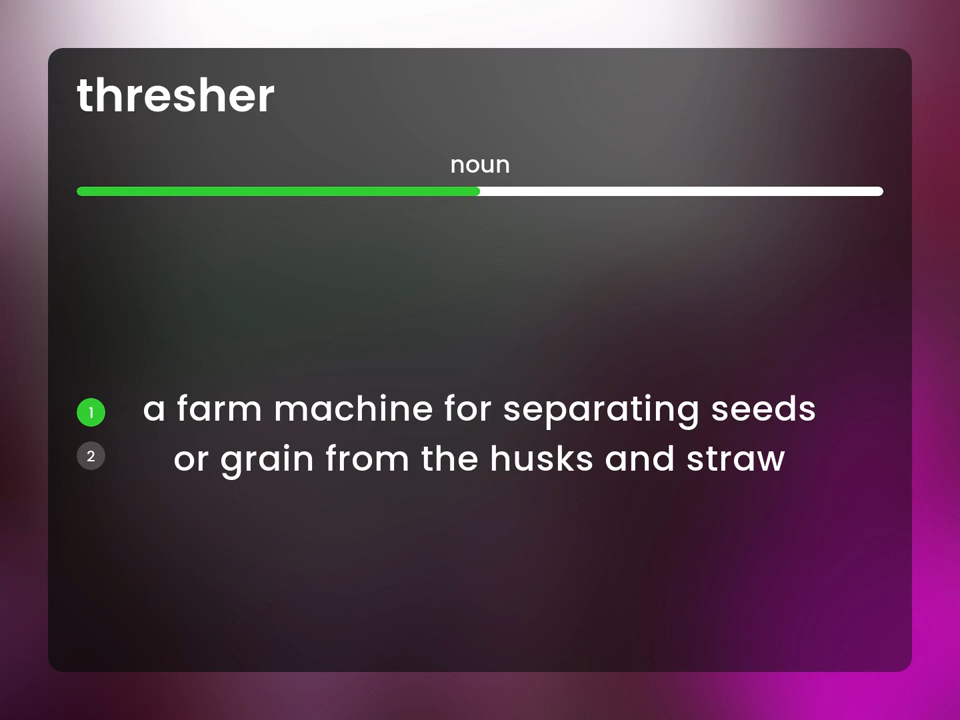 thresher
noun
1
a farm machine for separating seeds
2
or grain from the husks and straw